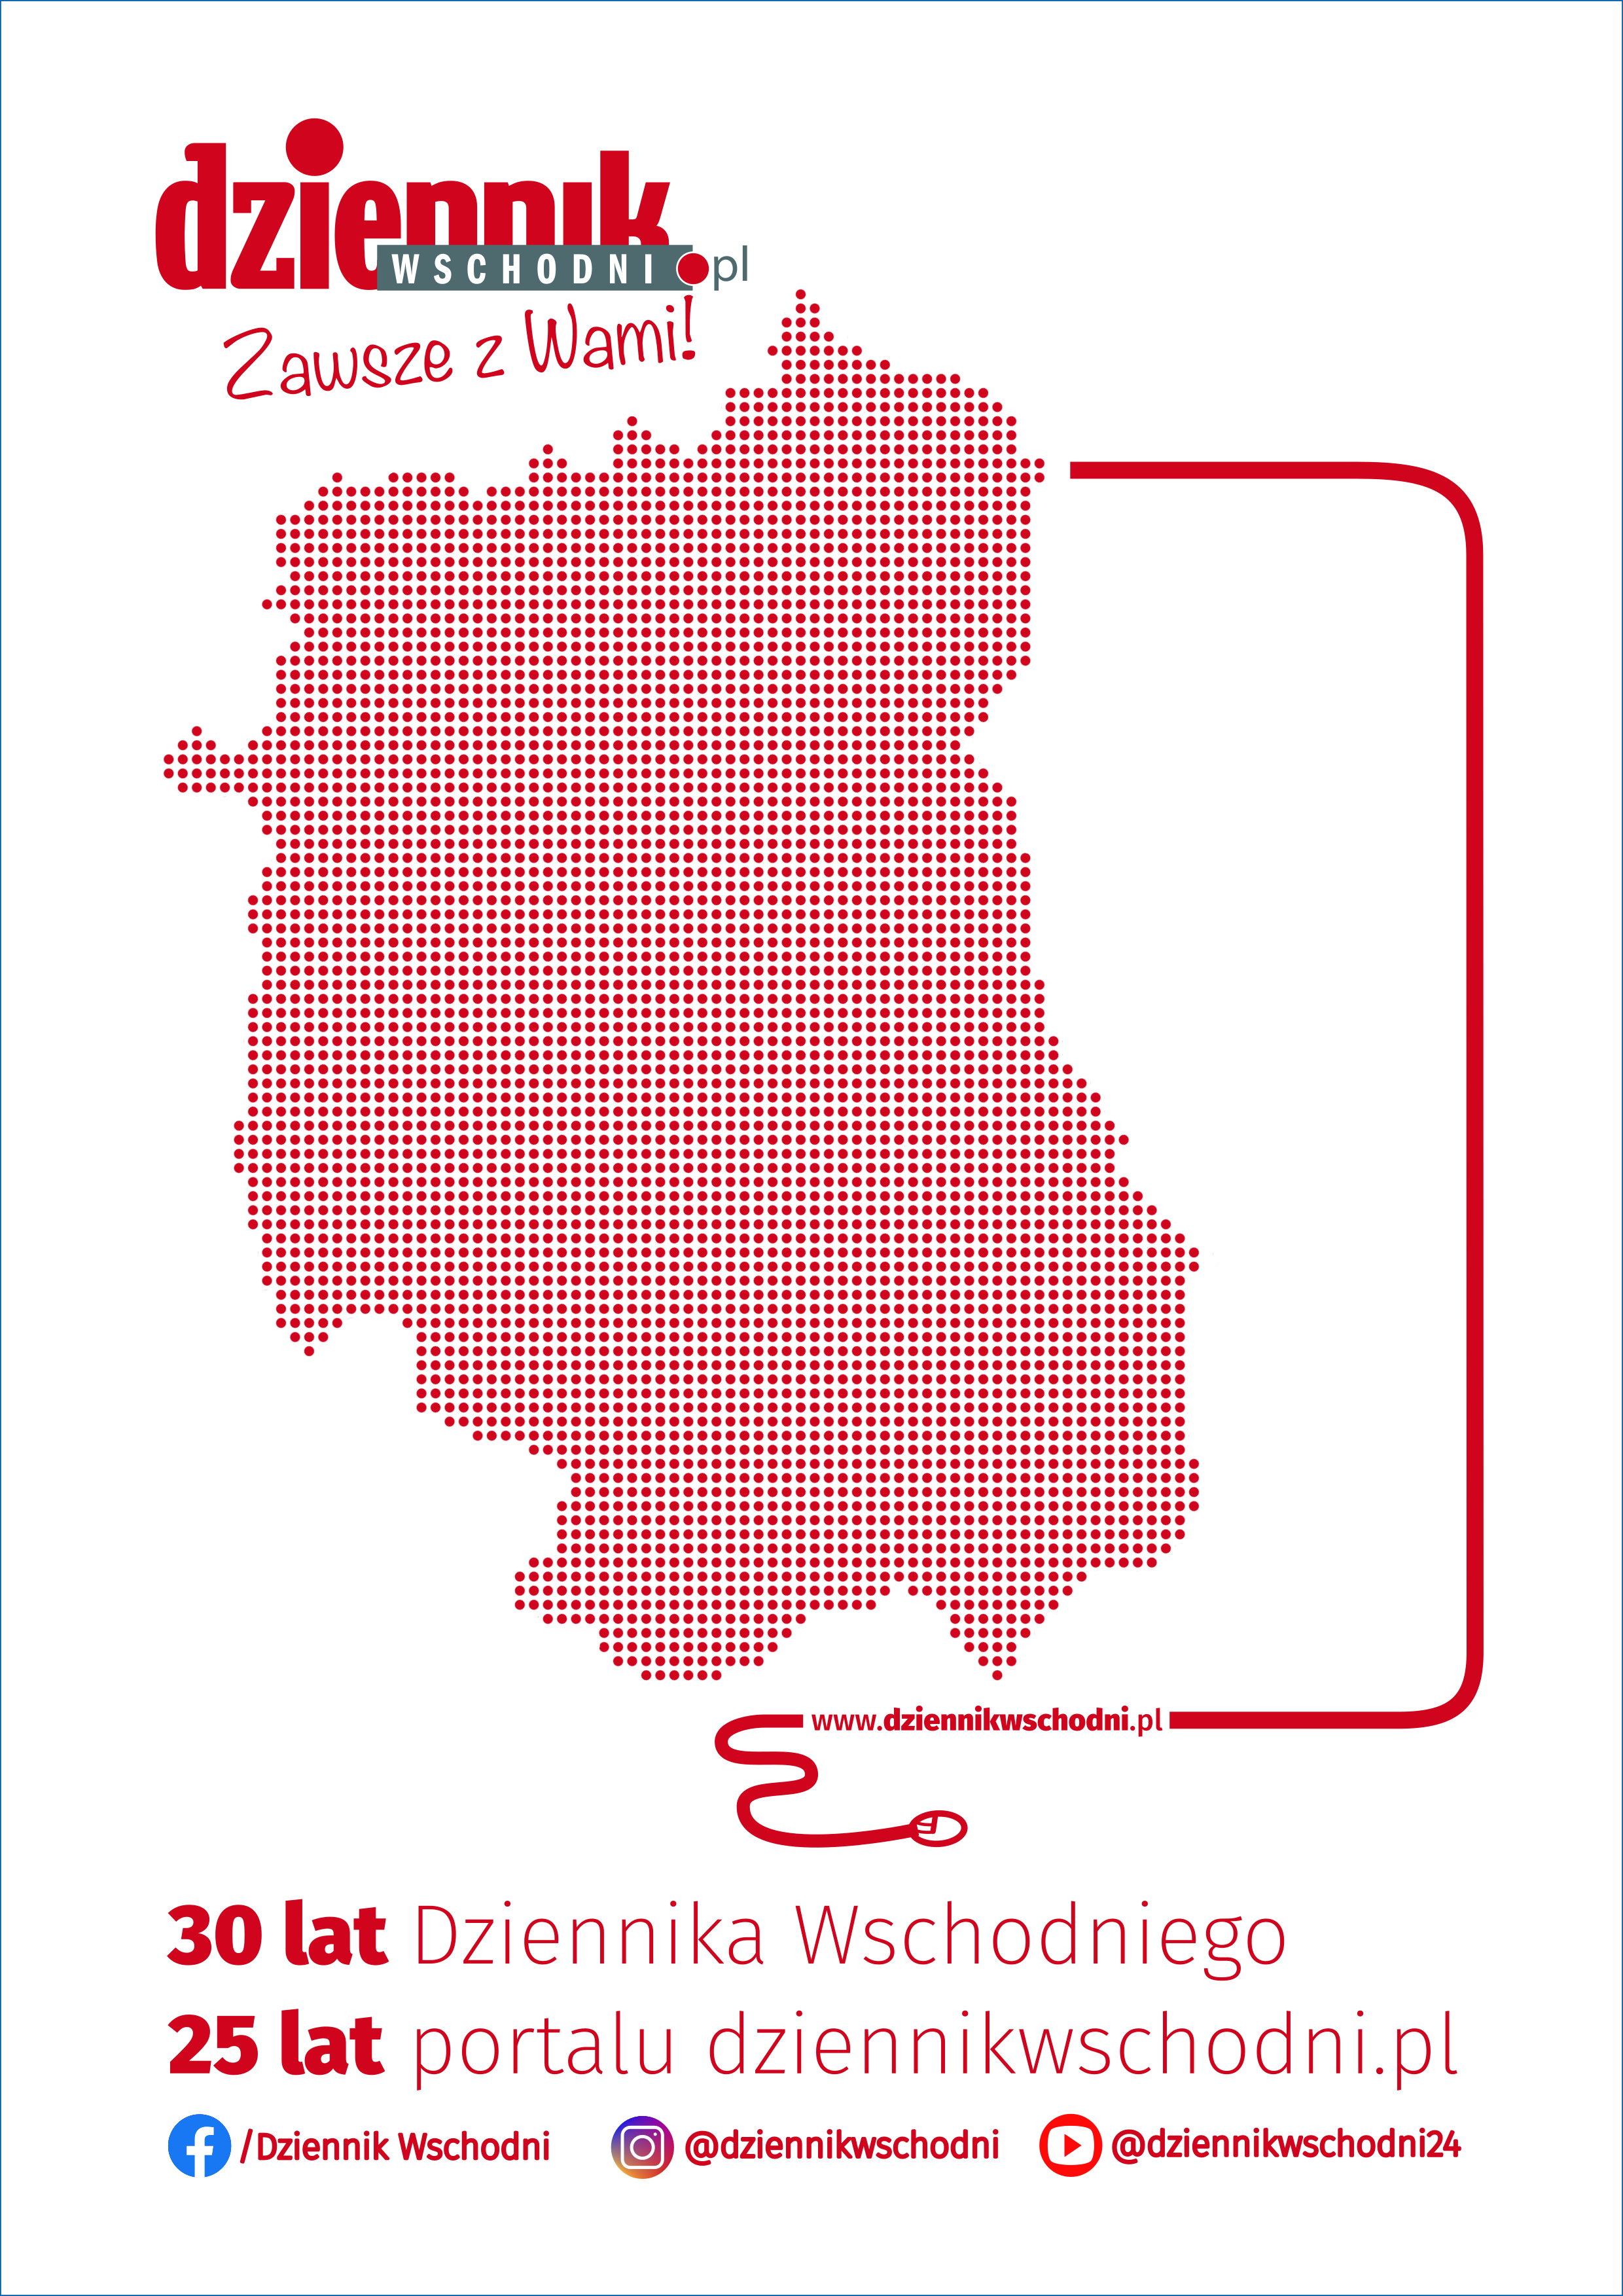 dziennik
WSCHODNI.pl
Zawsze z Wami!
www.dziennikwschodni.pl
30 lat Dziennika Wschodniego
25 lat portalu dziennikwschodni.pl
/Dziennik Wschodni @dziennikwschodni @dziennikwschodni24